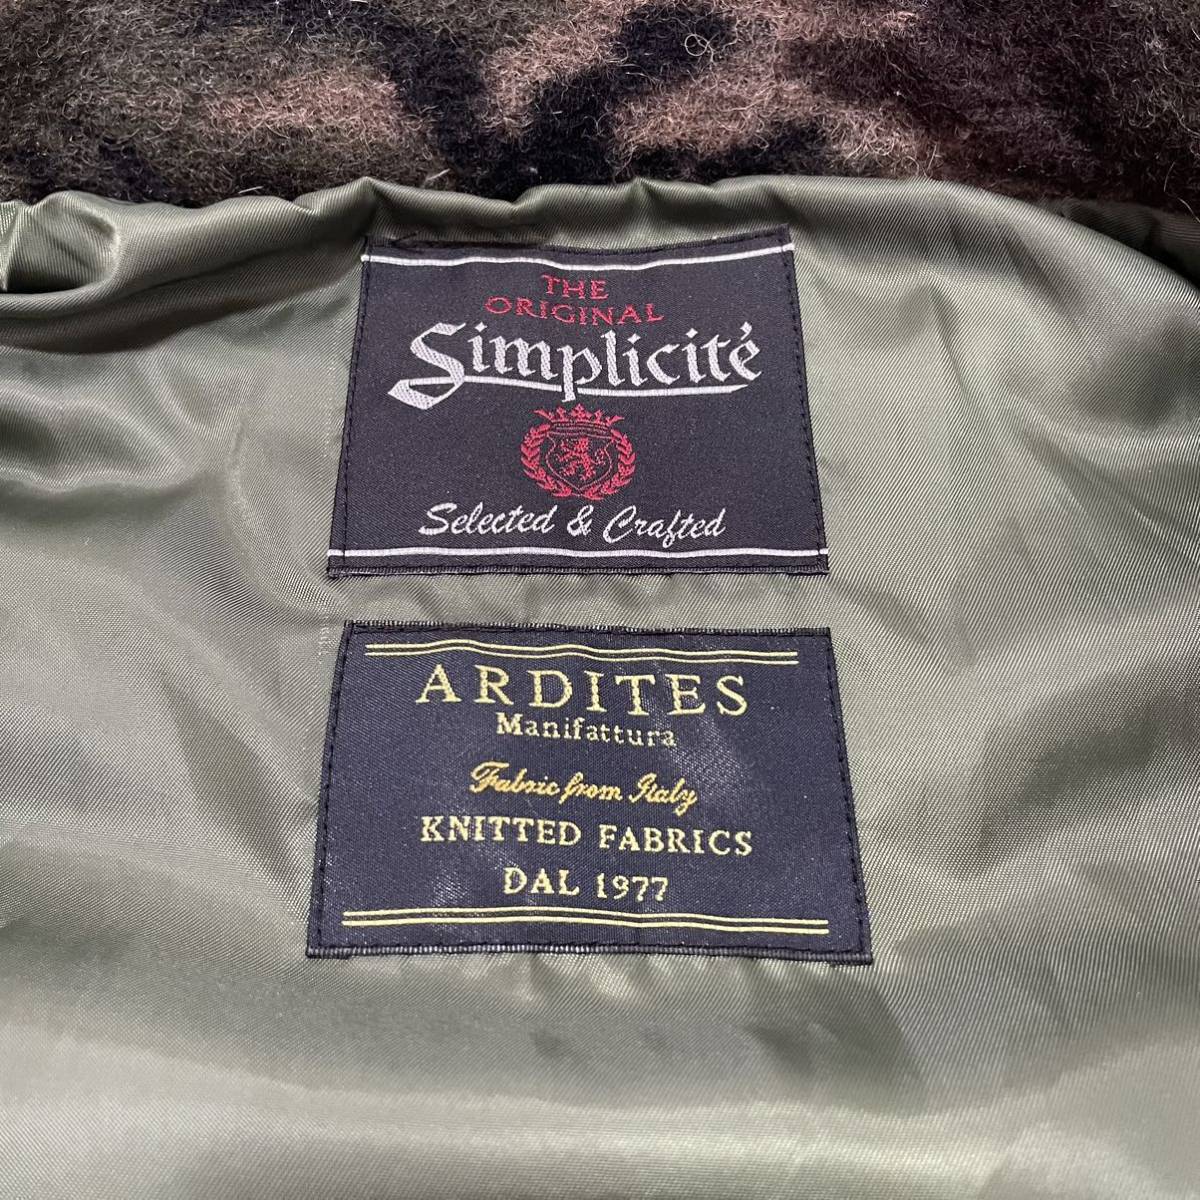 THE
ORIGINAL
Simplicité
Selected & Crafted
ARDITES
Manifattura
Fabric from Italy
KNITTED FABRICS
DAL 1977